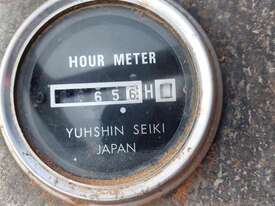 HOUR METER
656 H
YUHSHIN SEIKI
JAPAN